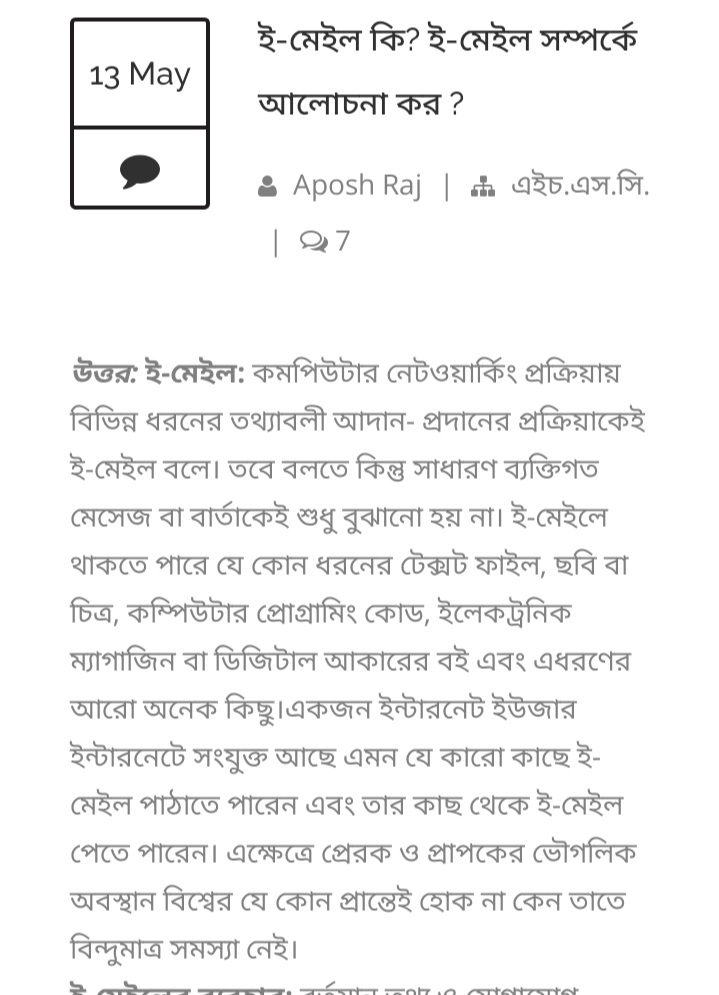 13 May
ই-মেইল কি? ই-মেইল সম্পর্কে
আলোচনা কর ?
Aposh Raj | এইচ.এস.সি.
| 7
উত্তর: ই-মেইল: কমপিউটার নেটওয়ার্কিং প্রক্রিয়ায়
বিভিন্ন ধরনের তথ্যাবলী আদান- প্রদানের প্রক্রিয়াকেই
ই-মেইল বলে। তবে বলতে কিন্তু সাধারণ ব্যক্তিগত
মেসেজ বা বার্তাকেই শুধু বুঝানো হয় না। ই-মেইলে
থাকতে পারে যে কোন ধরনের টেক্সট ফাইল, ছবি বা
চিত্র, কম্পিউটার প্রোগ্রামিং কোড, ইলেকট্রনিক
ম্যাগাজিন বা ডিজিটাল আকারের বই এবং এধরণের
আরো অনেক কিছু।একজন ইন্টারনেট ইউজার
ইন্টারনেটে সংযুক্ত আছে এমন যে কারো কাছে ই-
মেইল পাঠাতে পারেন এবং তার কাছ থেকে ই-মেইল
পেতে পারেন। এক্ষেত্রে প্রেরক ও প্রাপকের ভৌগলিক
অবস্থান বিশ্বের যে কোন প্রান্তেই হোক না কেন তাতে
বিন্দুমাত্র সমস্যা নেই।